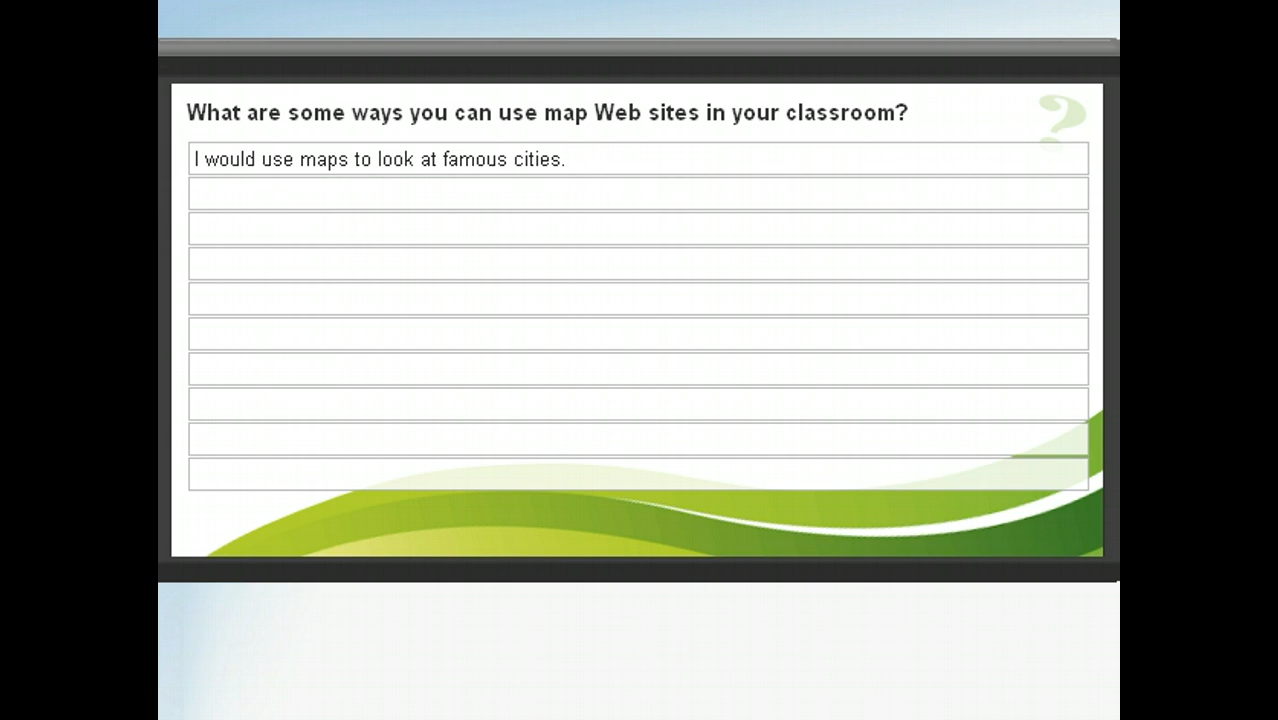 What are some ways you can use map Web sites in your classroom?
I would use maps to look at famous cities.